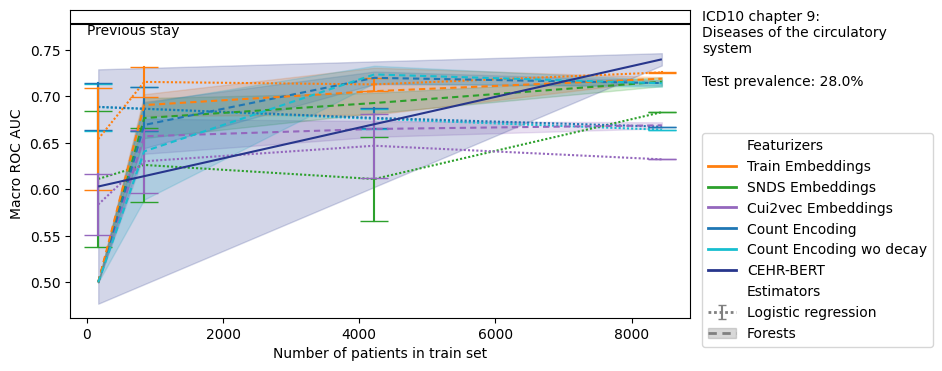 Previous stay
0.75
0.70
0.65
0.60
0.55
0.50
Macro ROC AUC
0
2000
4000
6000
8000
Number of patients in train set
ICD10 chapter 9:
Diseases of the circulatory
system
Test prevalence: 28.0%
Featurizers
Train Embeddings
SNDS Embeddings
Cui2vec Embeddings
Count Encoding
Count Encoding wo decay
CEHR-BERT
Estimators
Logistic regression
Forests